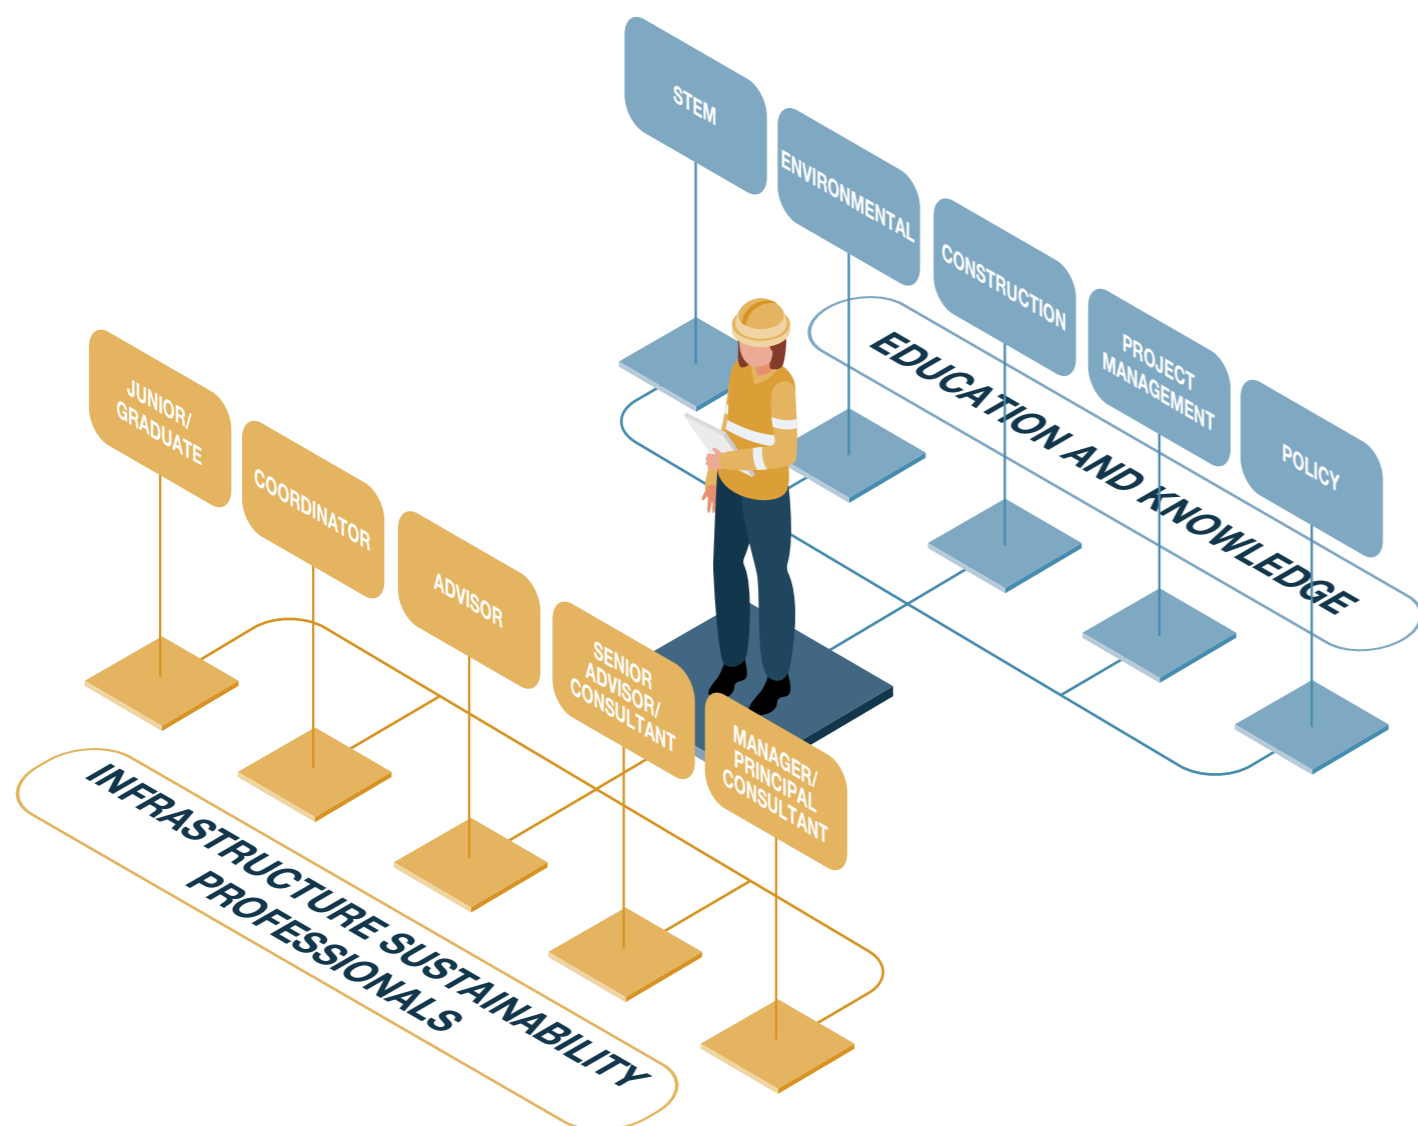 STEM
ENVIRONMENTAL
CONSTRUCTION
PROJECT
MANAGEMENT
POLICY
EDUCATION AND KNOWLEDGE
JUNIOR/
GRADUATE
COORDINATOR
ADVISOR
SENIOR
ADVISOR/
CONSULTANT
MANAGER/
PRINCIPAL
CONSULTANT
INFRASTRUCTURE SUSTAINABILITY
PROFESSIONALS